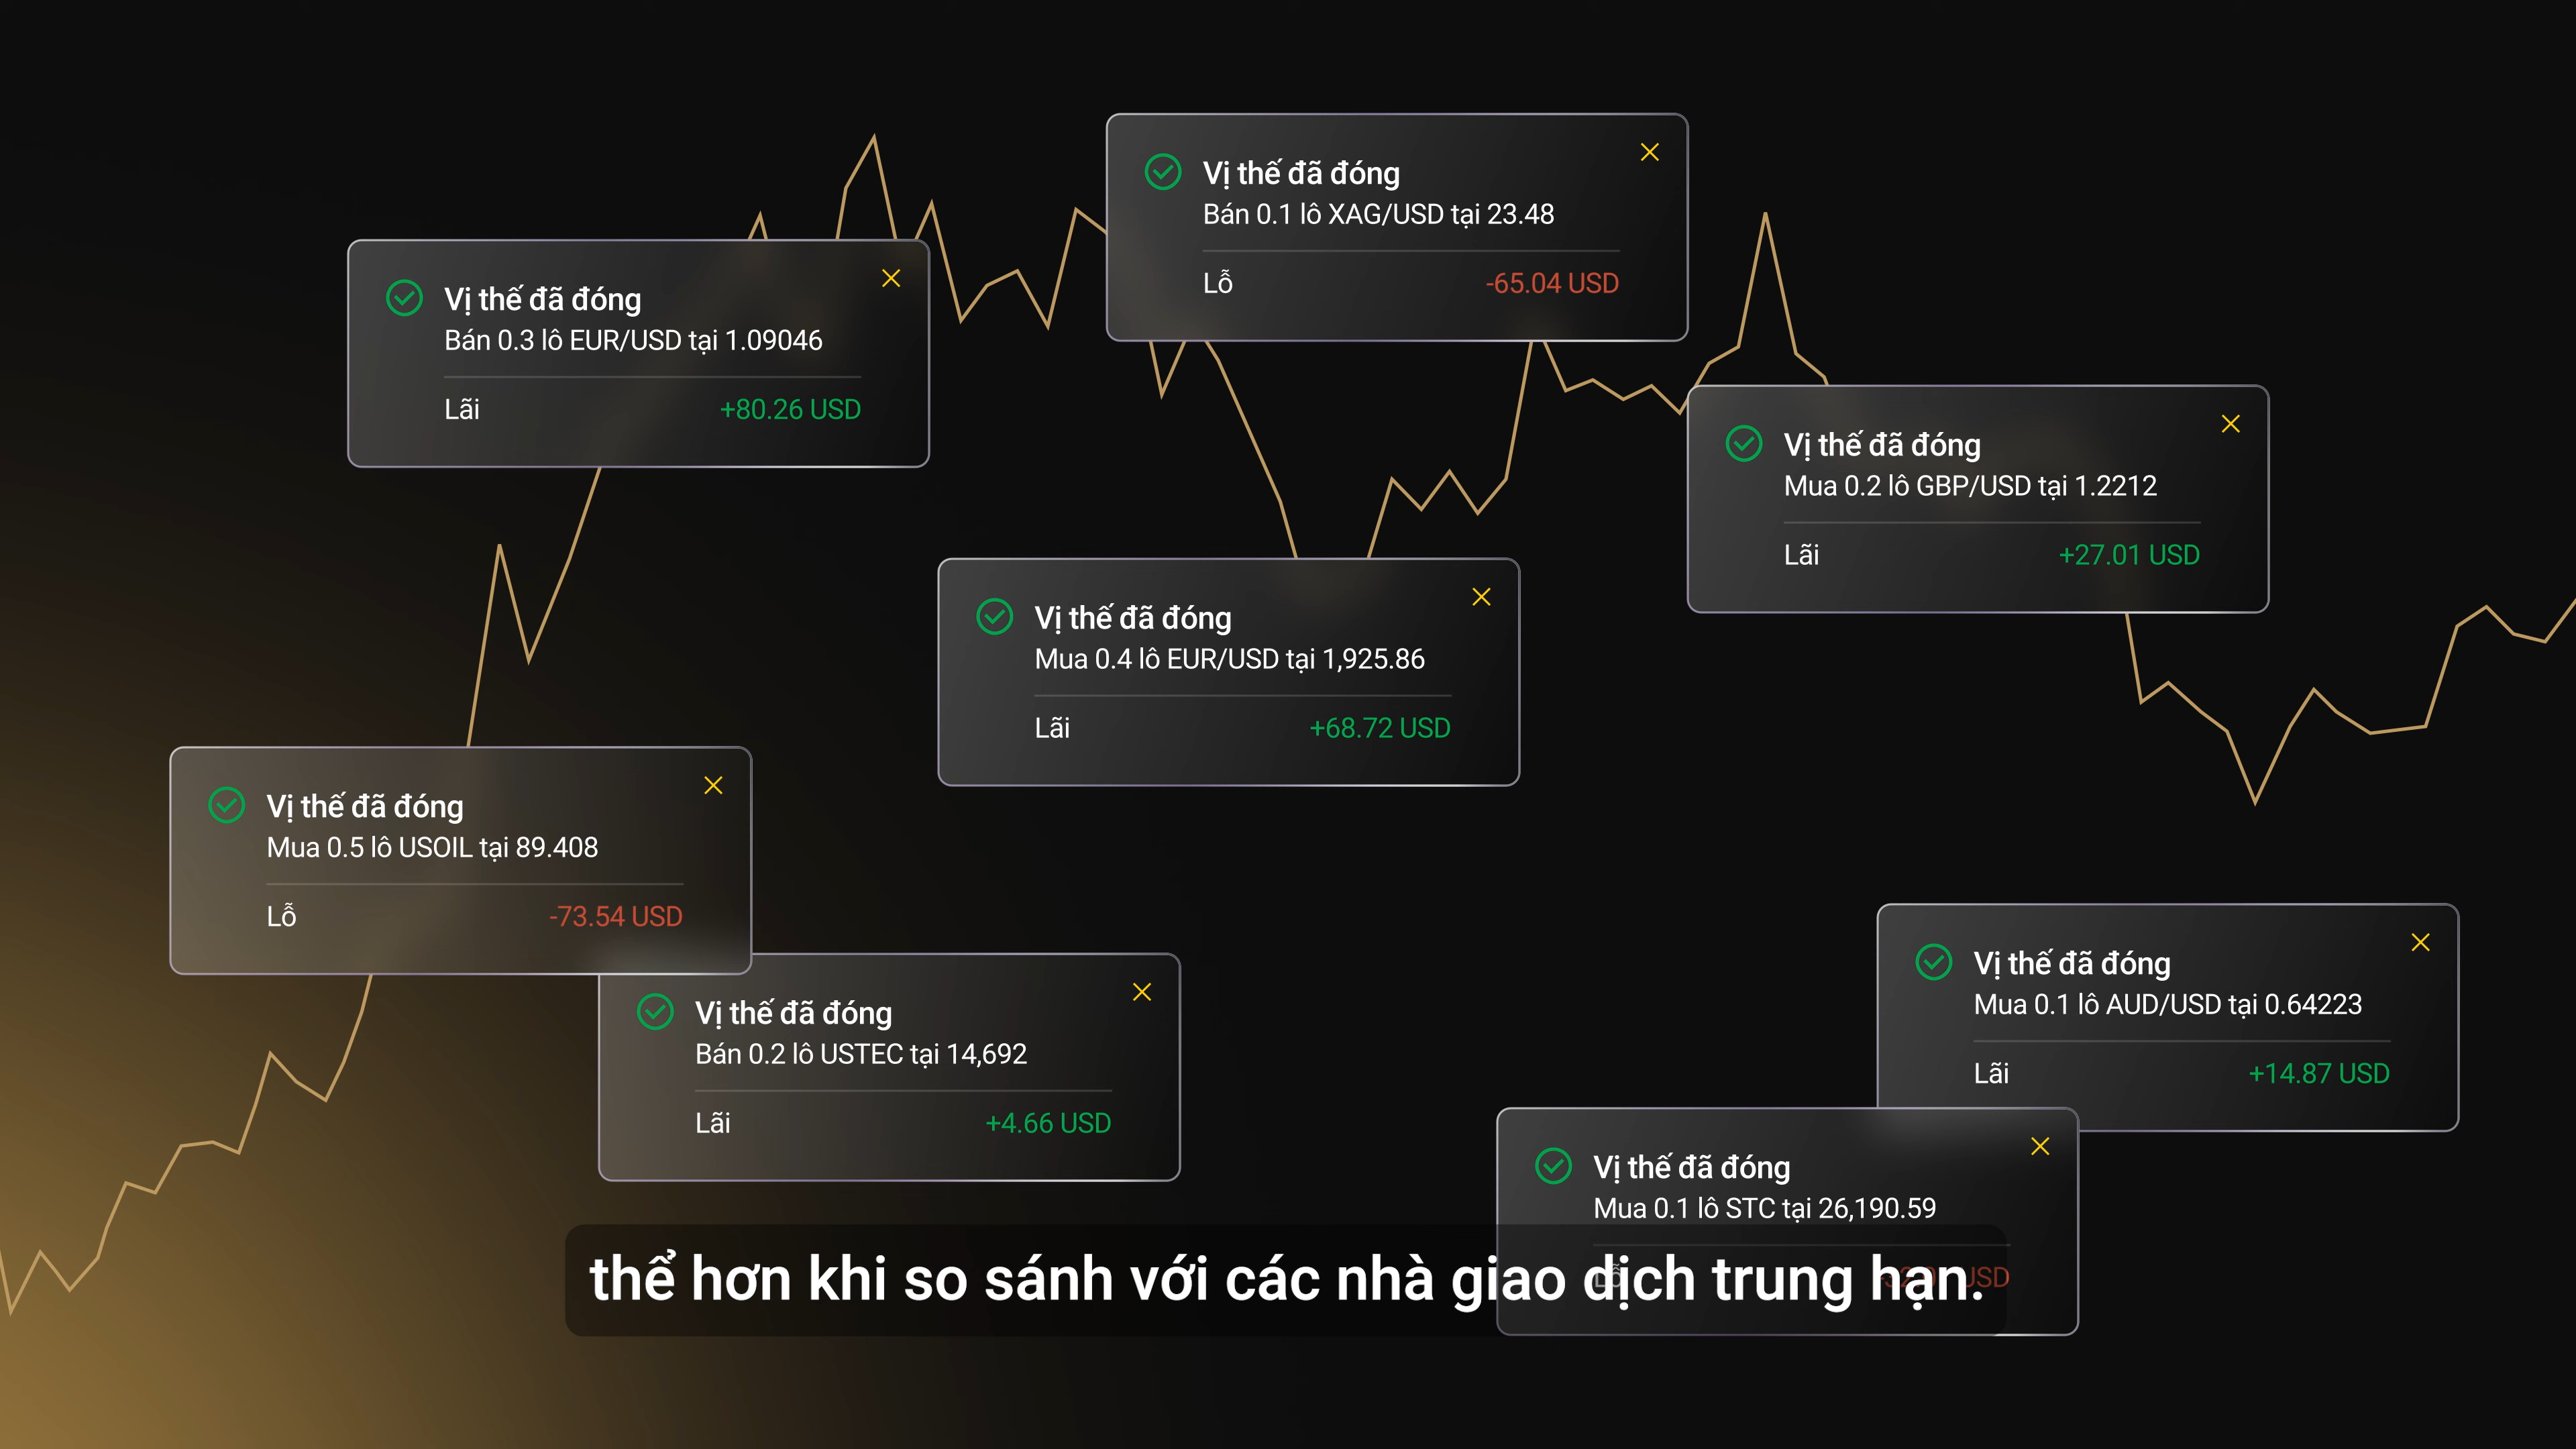 Vị thế đã đóng
Bán 0.1 lô XAG/USD tại 23.48
Lỗ -65.04 USD
Vị thế đã đóng
Bán 0.3 lô EUR/USD tại 1.09046
Lãi +80.26 USD
Vị thế đã đóng
Mua 0.2 lô GBP/USD tại 1.2212
Lãi +27.01 USD
Vị thế đã đóng
Mua 0.4 lô EUR/USD tại 1,925.86
Lãi +68.72 USD
Vị thế đã đóng
Mua 0.5 lô USOIL tại 89.408
Lỗ -73.54 USD
Vị thế đã đóng
Bán 0.2 lô USTEC tại 14,692
Lãi +4.66 USD
Vị thế đã đóng
Mua 0.1 lô AUD/USD tại 0.64223
Lãi +14.87 USD
Vị thế đã đóng
Mua 0.1 lô STC tại 26,190.59
Lỗ USD
thể hơn khi so sánh với các nhà giao dịch trung hạn.